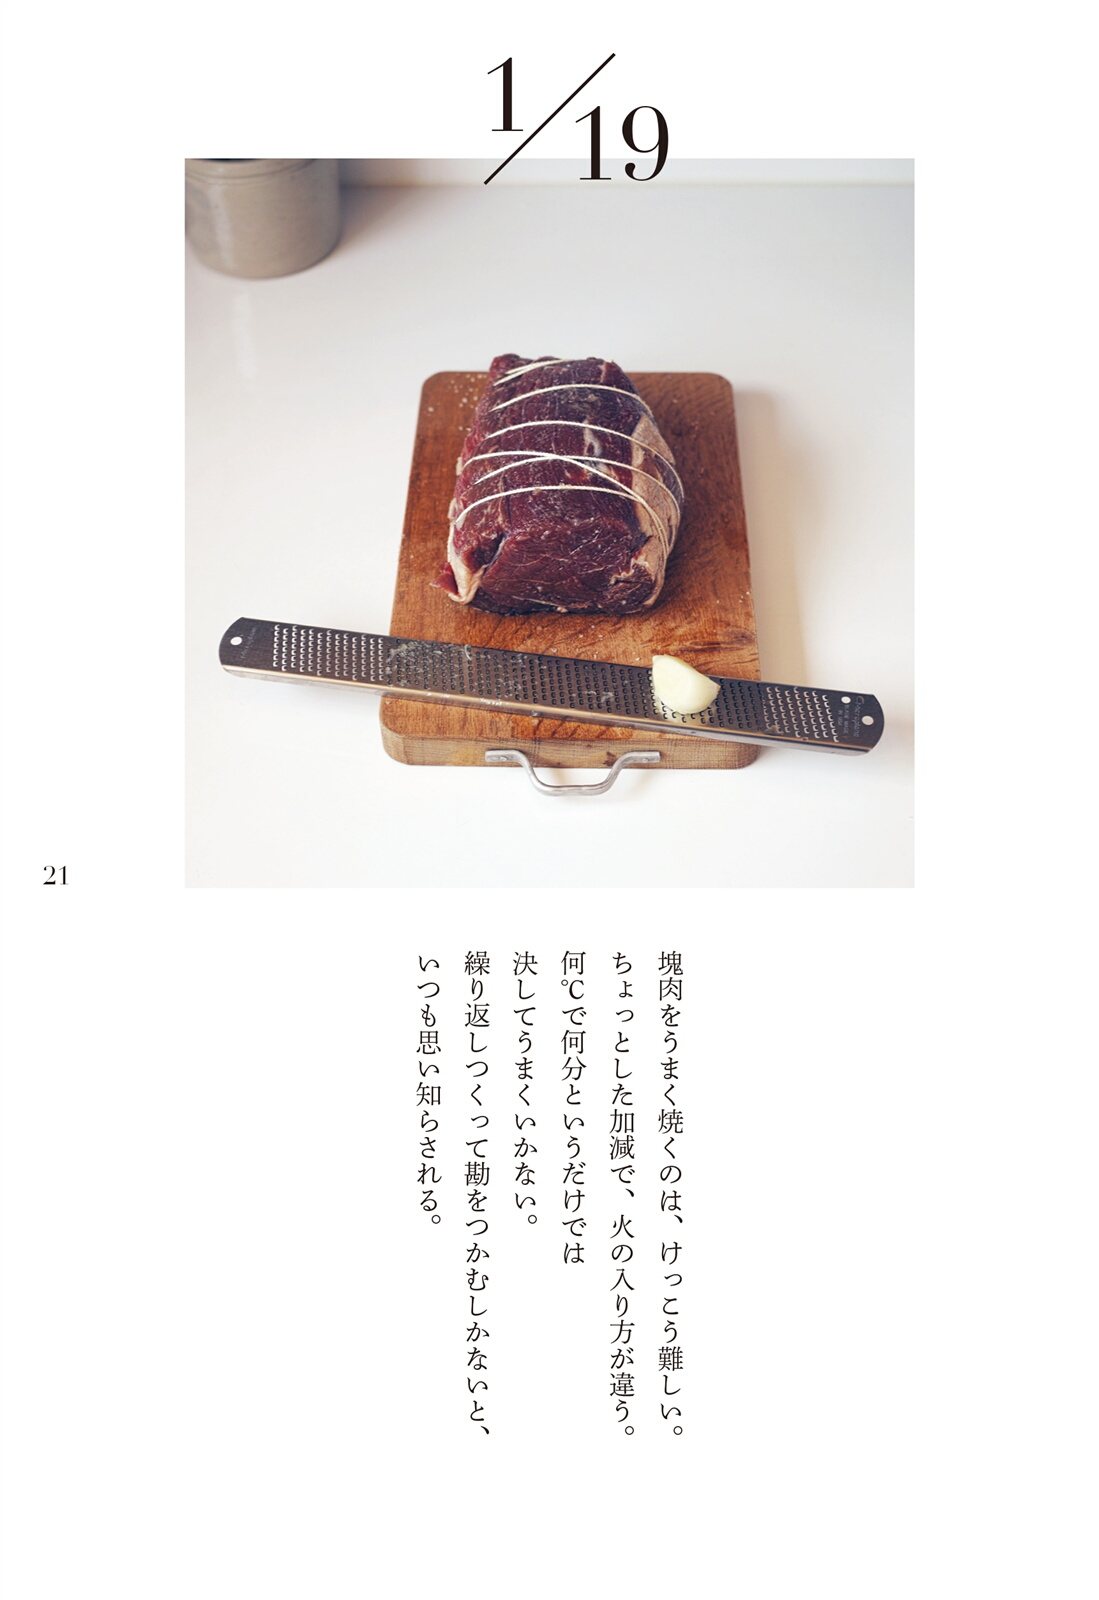 1/19
塊肉をうまく焼くのは、けっこう難しい。
ちょっとした加減で、火の入り方が違う。
何℃で何分というだけでは
決してうまくいかない。
繰り返しつくって勘をつかむしかないと、
いつも思い知らされる。
21